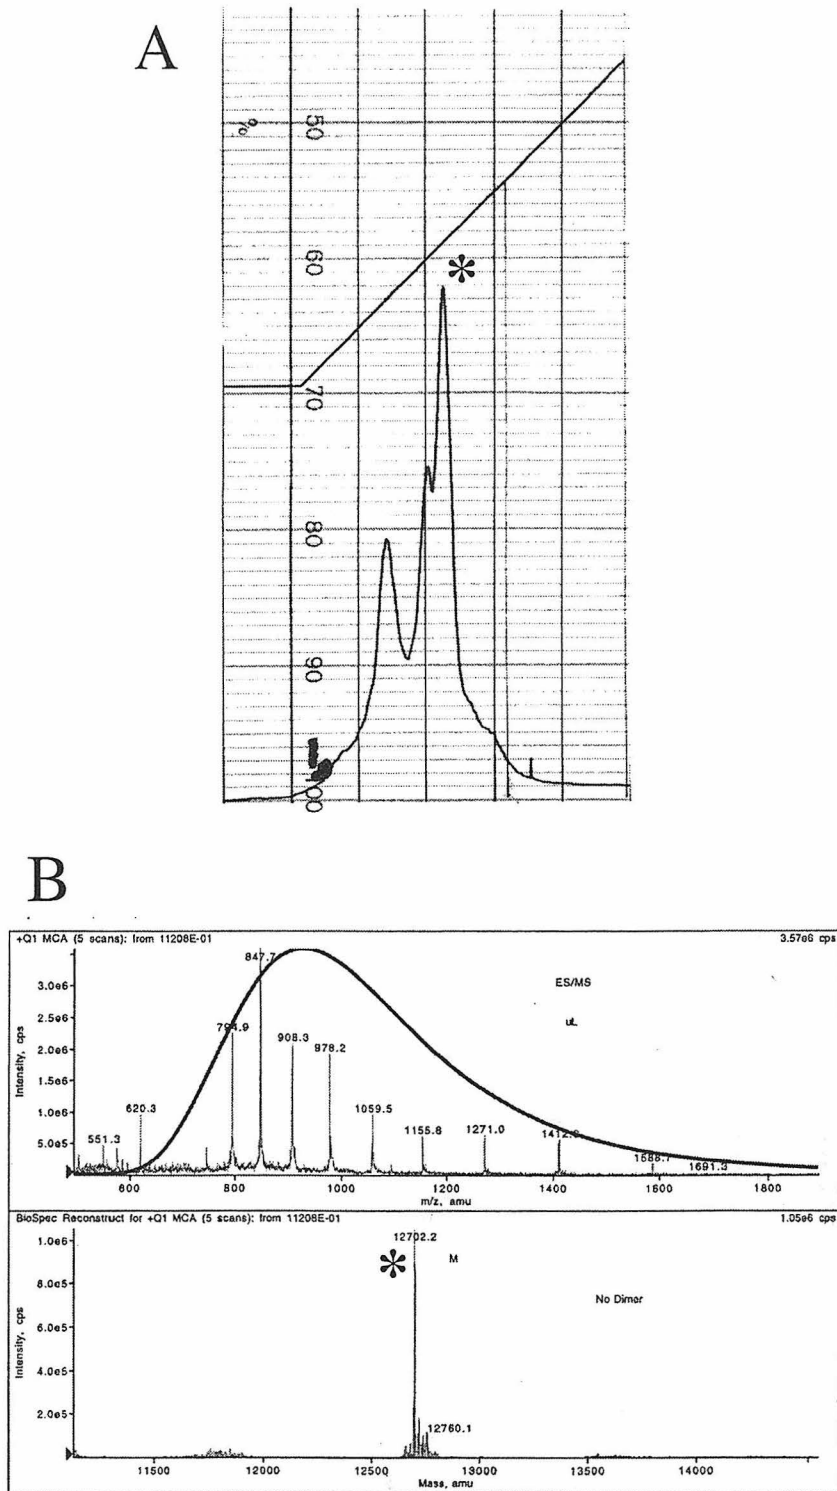 A
%
50
60
*
70
80
90
100
B
+Q1 MCA (5 scans): from 11208E-01
3.57e6 cps
847.7
ES/MS
3.0e6
uL
2.5e6
794.9
908.3
978.2
2.0e6
Intensity, cps
1.5e6
620.3
1059.5
1.0e6
551.3
1155.8
1271.0
5.0e5
1588.7
1691.3
600
800
1000
1200
1400
1600
1800
m/z, amu
BioSpec Reconstruct for +Q1 MCA (5 scans): from 11208E-01
1.05e6 cps
12702.2
1.0e6
*
M
8.0e5
No Dimer
Intensity, cps
6.0e5
4.0e5
2.0e5
12760.1
11500
12000
12500
13000
13500
14000
Mass, amu